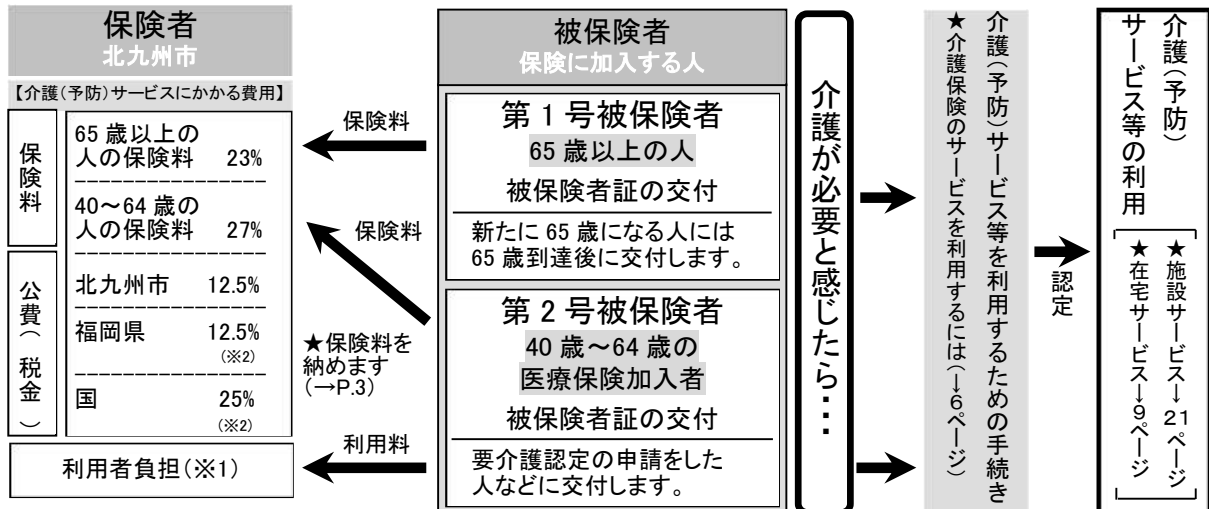 保険者
北九州市
【介護(予防)サービスにかかる費用】
保険料
65歳以上の
人の保険料 23%
40～64歳の
人の保険料 27%
公費(税金)
北九州市 12.5%
福岡県 12.5%
(※2)
国 25%
(※2)
利用者負担(※1)
保険料
保険料
★保険料を
納めます
(→P.3)
利用料
被保険者
保険に加入する人
第1号被保険者
65歳以上の人
被保険者証の交付
新たに65歳になる人には
65歳到達後に交付します。
第2号被保険者
40歳～64歳の
医療保険加入者
被保険者証の交付
要介護認定の申請をした
人などに交付します。
介護が必要と感じたら・・・
介護(予防)サービス等を利用するための手続き
★介護保険のサービスを利用するには(→6ページ)
認定
介護(予防)
サービス等の利用
★施設サービス→21ページ
★在宅サービス→9ページ